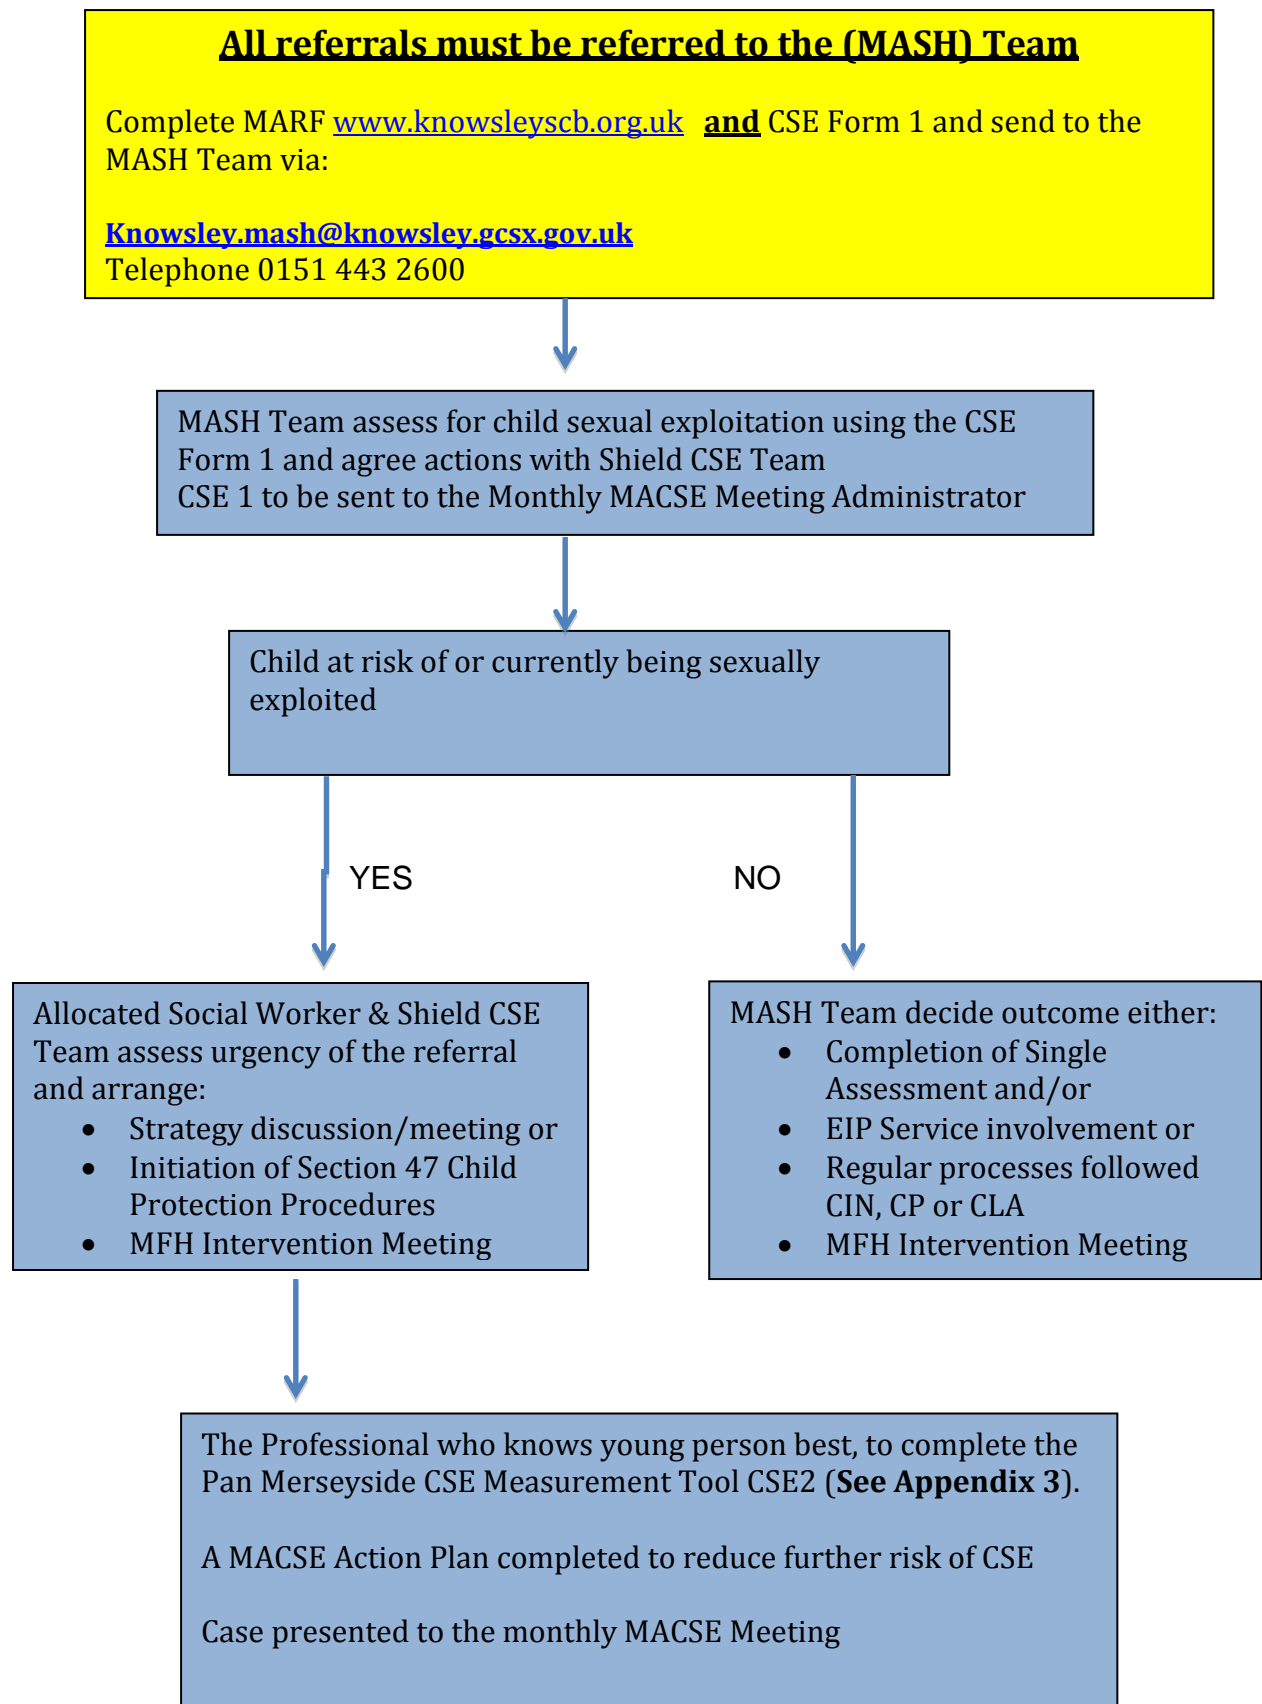 All referrals must be referred to the (MASH) Team
Complete MARF www.knowsleyscb.org.uk and CSE Form 1 and send to the
MASH Team via:
Knowsley.mash@knowsley.gcsx.gov.uk
Telephone 0151 443 2600
MASH Team assess for child sexual exploitation using the CSE
Form 1 and agree actions with Shield CSE Team
CSE 1 to be sent to the Monthly MACSE Meeting Administrator
Child at risk of or currently being sexually
exploited
YES
NO
Allocated Social Worker & Shield CSE
Team assess urgency of the referral
and arrange:
• Strategy discussion/meeting or
• Initiation of Section 47 Child
Protection Procedures
• MFH Intervention Meeting
MASH Team decide outcome either:
• Completion of Single
Assessment and/or
• EIP Service involvement or
• Regular processes followed
CIN, CP or CLA
• MFH Intervention Meeting
The Professional who knows young person best, to complete the
Pan Merseyside CSE Measurement Tool CSE2 (See Appendix 3).
A MACSE Action Plan completed to reduce further risk of CSE
Case presented to the monthly MACSE Meeting